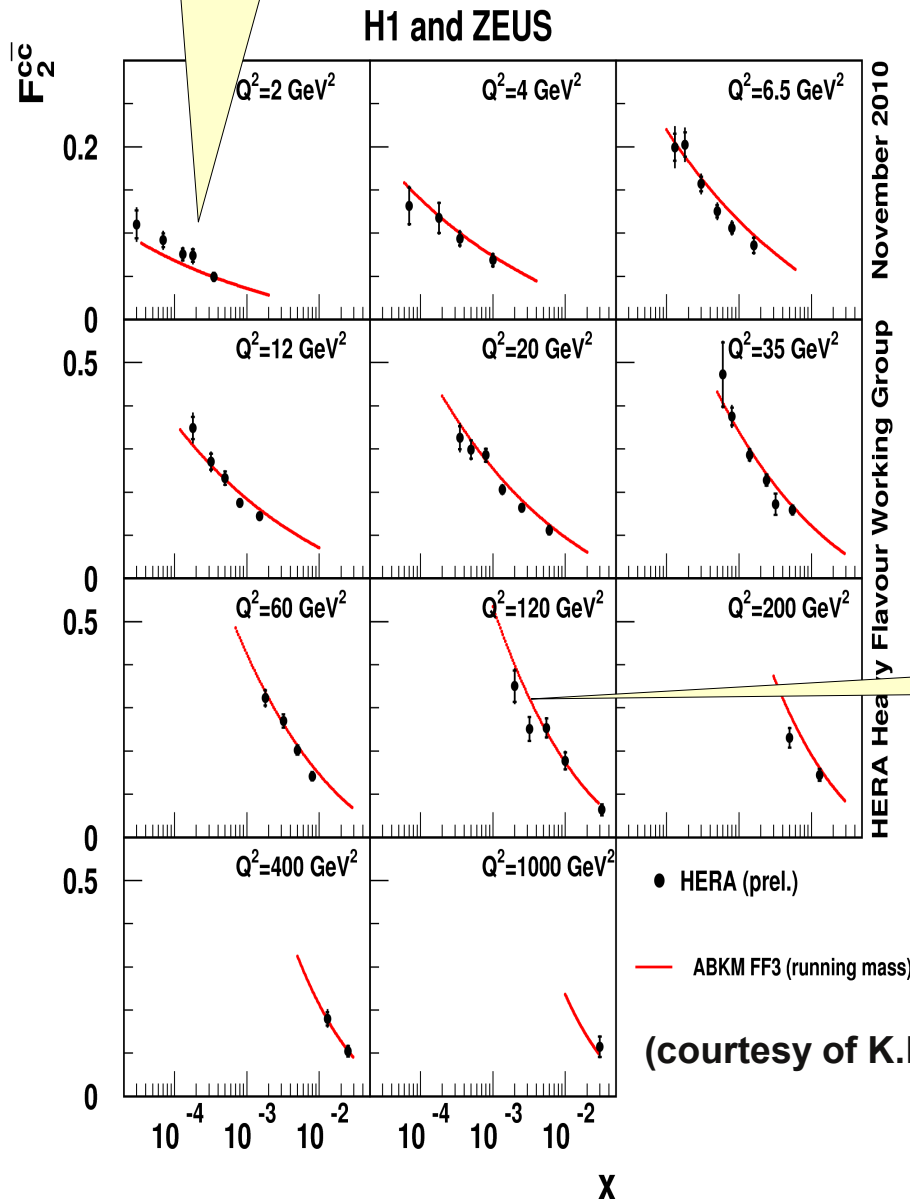 H1 and ZEUS
F₂ᶜᶜ̄
Q²=2 GeV²
Q²=4 GeV²
Q²=6.5 GeV²
0.2
0
Q²=12 GeV²
Q²=20 GeV²
Q²=35 GeV²
0.5
0
Q²=60 GeV²
Q²=120 GeV²
Q²=200 GeV²
0.5
0
Q²=400 GeV²
Q²=1000 GeV²
0.5
0
10⁻⁴ 10⁻³ 10⁻²
10⁻⁴ 10⁻³ 10⁻²
x
HERA (prel.)
ABKM FF3 (running mass)
(courtesy of K.
HERA Heavy Flavour Working Group
November 2010